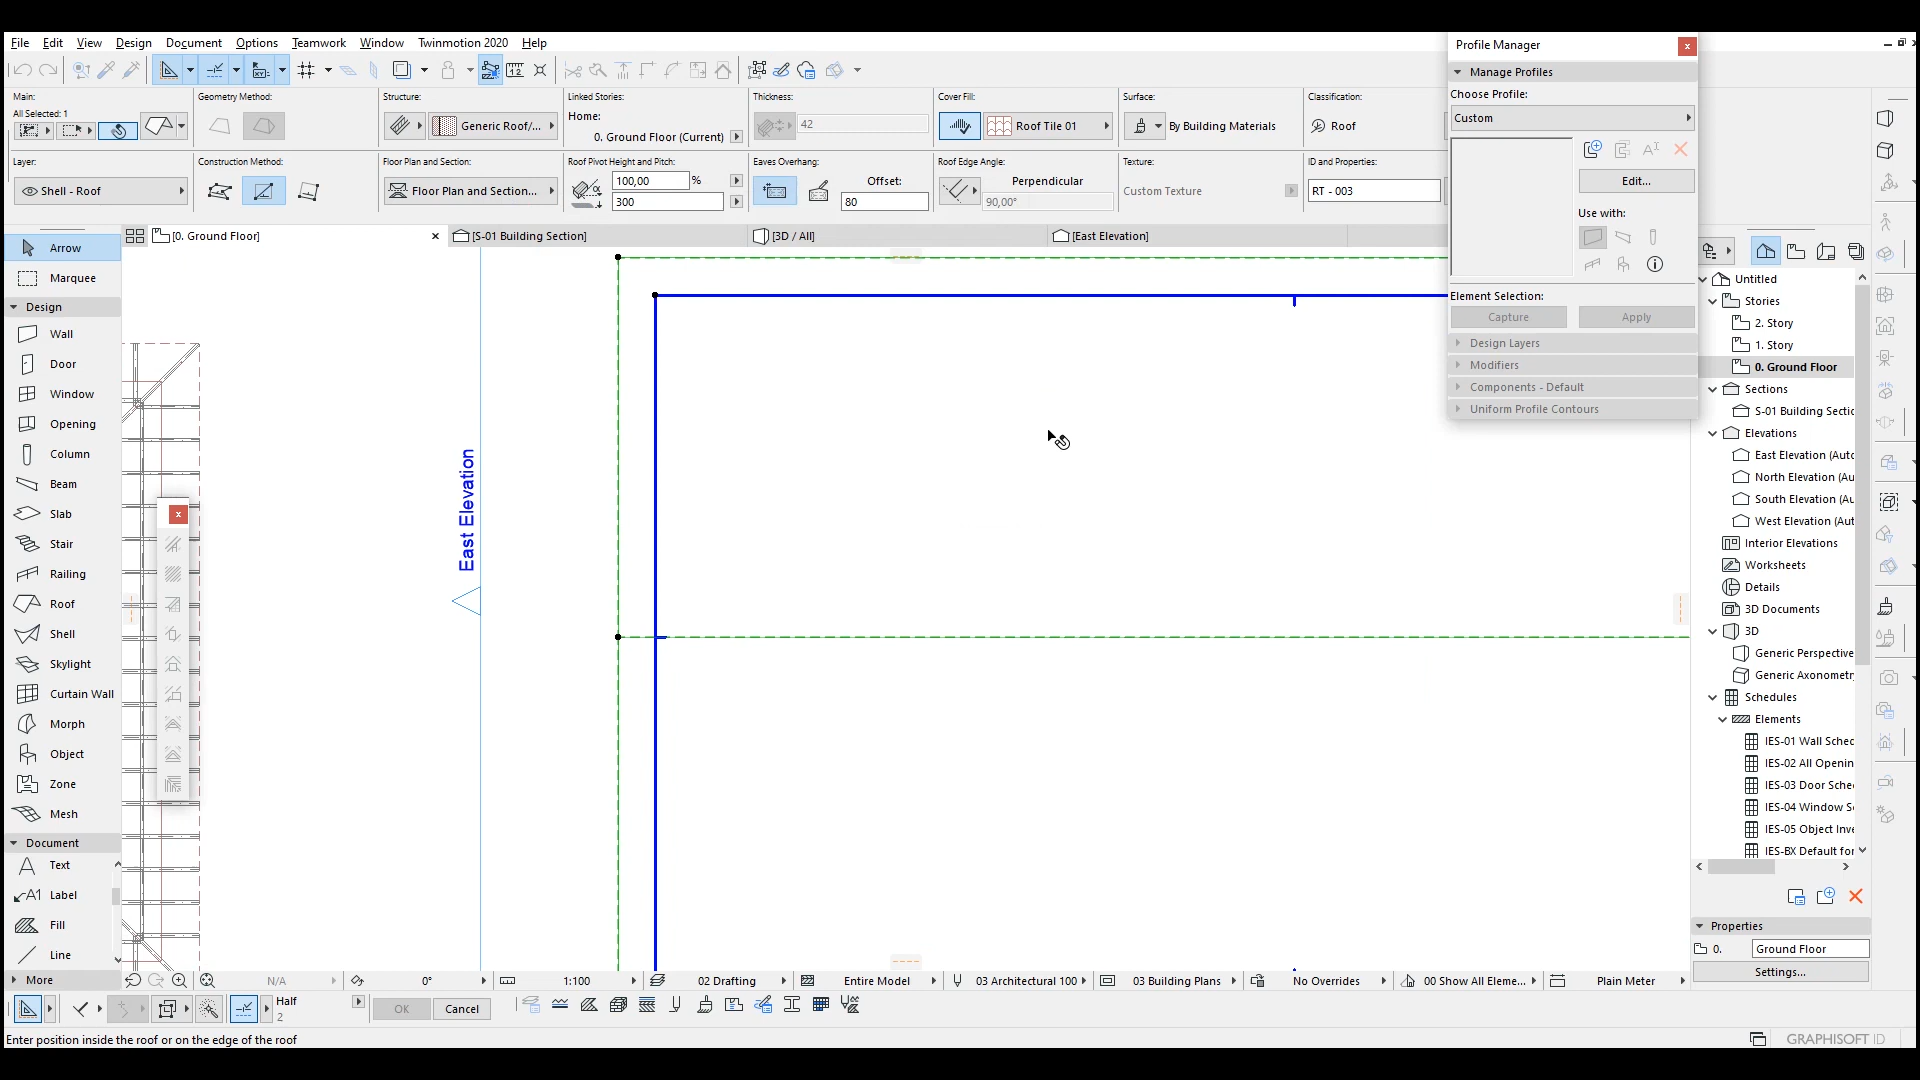 File Edit View Design Document Options Teamwork Window Twinmotion 2020 Help
Profile Manager
Manage Profiles
Choose Profile:
Custom
Edit...
Use with:
Element Selection:
Capture Apply
Design Layers
Modifiers
Components - Default
Uniform Profile Contours
Main:
All Selected: 1
Geometry Method:
Structure:
Generic Roof/...
Linked Stories:
Home:
0. Ground Floor (Current)
Thickness:
42
Cover Fill:
Roof Tile 01
Surface:
By Building Materials
Classification:
Roof
Layer:
Shell - Roof
Construction Method:
Floor Plan and Section:
Floor Plan and Section...
Roof Pivot Height and Pitch:
100,00 %
300
Eaves Overhang:
Offset:
80
Roof Edge Angle:
Perpendicular
90,00°
Texture:
Custom Texture
ID and Properties:
RT - 003
[0. Ground Floor]
[S-01 Building Section]
[3D / All]
[East Elevation]
Arrow
Marquee
Design
Wall
Door
Window
Opening
Column
Beam
Slab
Stair
Railing
Roof
Shell
Skylight
Curtain Wall
Morph
Object
Zone
Mesh
Document
Text
A1 Label
Fill
Line
More
East Elevation
Untitled
Stories
2. Story
1. Story
0. Ground Floor
Sections
S-01 Building Sectic
Elevations
East Elevation (Autc
North Elevation (Au
South Elevation (Au
West Elevation (Aut
Interior Elevations
Worksheets
Details
3D Documents
3D
Generic Perspective
Generic Axonometr
Schedules
Elements
IES-01 Wall Schec
IES-02 All Openin
IES-03 Door Sche
IES-04 Window S
IES-05 Object Inve
IES-BX Default for
Properties
0. Ground Floor
Settings...
N/A 0° 1:100 02 Drafting Entire Model 03 Architectural 100 03 Building Plans No Overrides 00 Show All Eleme... Plain Meter
Half
2
OK Cancel
Enter position inside the roof or on the edge of the roof
GRAPHISOFT ID